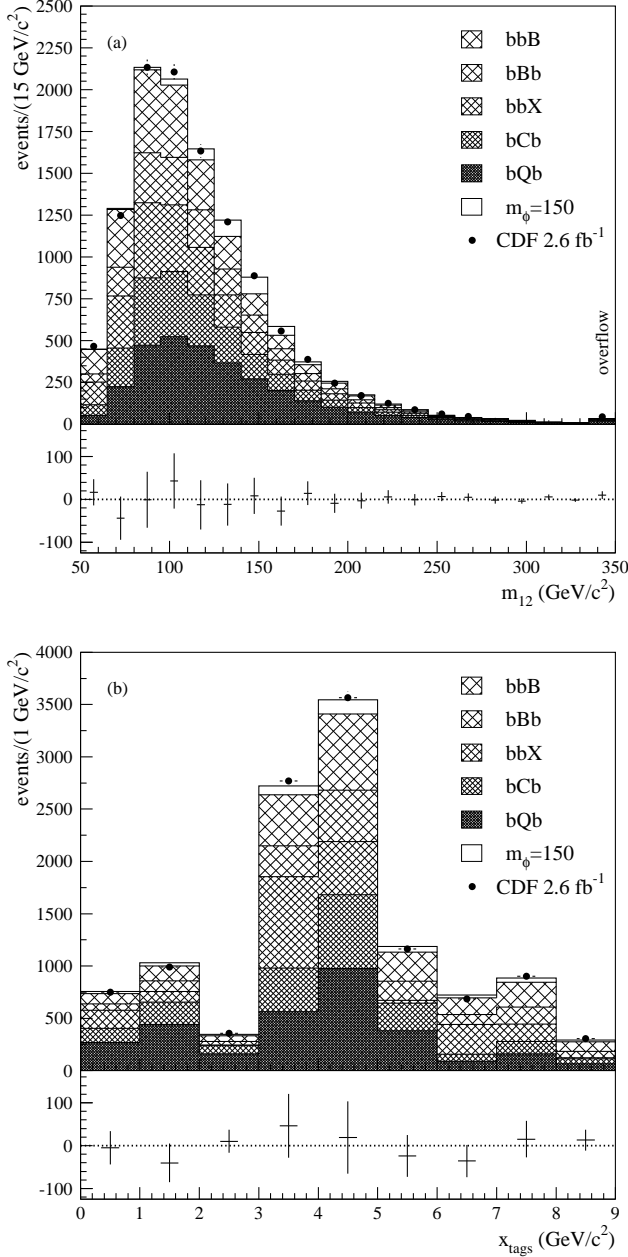 (a)
events/(15 GeV/c²)
2500
2250
2000
1750
1500
1250
1000
750
500
250
0
bbB
bBb
bbX
bCb
bQb
mϕ=150
CDF 2.6 fb⁻¹
overflow
100
0
-100
50 100 150 200 250 300 350
m₁₂ (GeV/c²)
(b)
events/(1 GeV/c²)
4000
3500
3000
2500
2000
1500
1000
500
0
bbB
bBb
bbX
bCb
bQb
mϕ=150
CDF 2.6 fb⁻¹
100
0
-100
0 1 2 3 4 5 6 7 8 9
x_tags (GeV/c²)